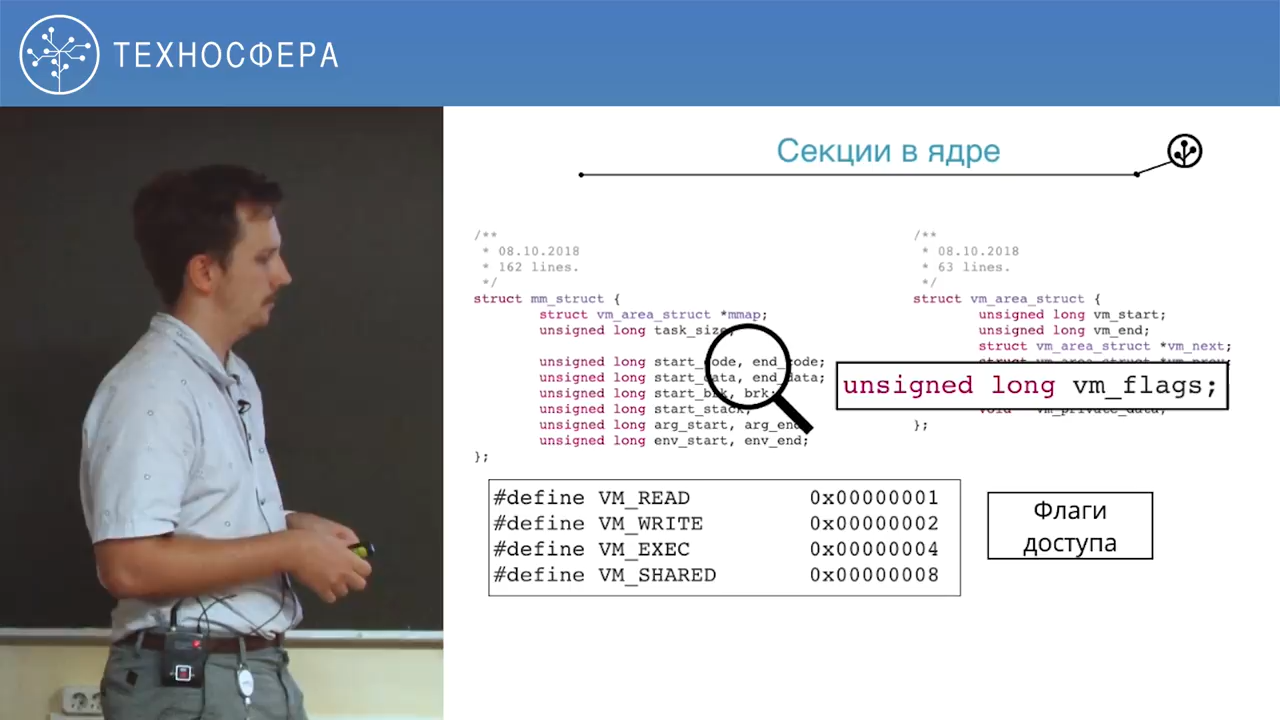 ТЕХНОСФЕРА
Секции в ядре
/**
* 08.10.2018
* 162 lines.
*/
struct mm_struct {
struct vm_area_struct *mmap;
unsigned long task_size;
unsigned long start_code, end_code;
unsigned long start_data, end_data;
unsigned long start_brk, brk;
unsigned long start_stack;
unsigned long arg_start, arg_end;
unsigned long env_start, env_end;
};
/**
* 08.10.2018
* 63 lines.
*/
struct vm_area_struct {
unsigned long vm_start;
unsigned long vm_end;
struct vm_area_struct *vm_next;
unsigned long vm_flags;
};
#define VM_READ 0x00000001
#define VM_WRITE 0x00000002
#define VM_EXEC 0x00000004
#define VM_SHARED 0x00000008
Флаги
доступа